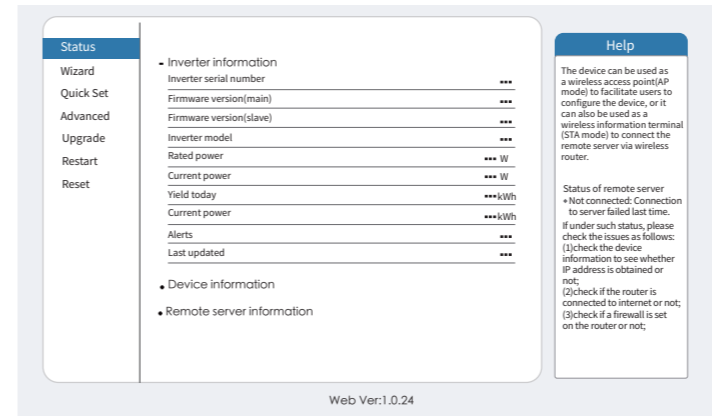 Status
Wizard
Quick Set
Advanced
Upgrade
Restart
Reset
- Inverter information
Inverter serial number ---
Firmware version(main) ---
Firmware version(slave) ---
Inverter model ---
Rated power --- W
Current power --- W
Yield today ---kWh
Current power ---kWh
Alerts ---
Last updated ---
• Device information
• Remote server information
Help
The device can be used as
a wireless access point(AP
mode) to facilitate users to
configure the device, or it
can also be used as a
wireless information terminal
(STA mode) to connect the
remote server via wireless
router.
Status of remote server
• Not connected: Connection
to server failed last time.
If under such status, please
check the issues as follows:
(1)check the device
information to see whether
IP address is obtained or
not;
(2)check if the router is
connected to internet or not;
(3)check if a firewall is set
on the router or not;
Web Ver:1.0.24